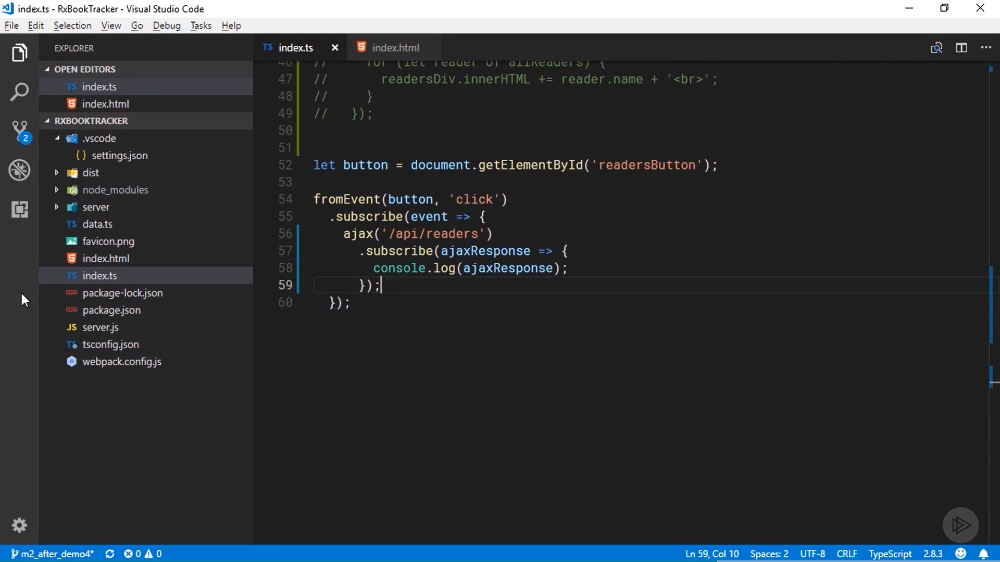 index.ts - RxBookTracker - Visual Studio Code
File Edit Selection View Go Debug Tasks Help
EXPLORER
OPEN EDITORS
TS index.ts
index.html
RXBOOKTRACKER
.vscode
{ } settings.json
dist
node_modules
server
TS data.ts
favicon.png
index.html
TS index.ts
package-lock.json
package.json
JS server.js
TS tsconfig.json
webpack.config.js
2
TS index.ts
index.html
46 //     for (let reader of allReaders) {
47 //       readersDiv.innerHTML += reader.name + '<br>';
48 //     }
49 //   });
50
51
52 let button = document.getElementById('readersButton');
53
54 fromEvent(button, 'click')
55   .subscribe(event => {
56     ajax('/api/readers')
57       .subscribe(ajaxResponse => {
58         console.log(ajaxResponse);
59       });
60   });
m2_after_demo4* 0 0 Ln 59, Col 10 Spaces: 2 UTF-8 CRLF TypeScript 2.8.3